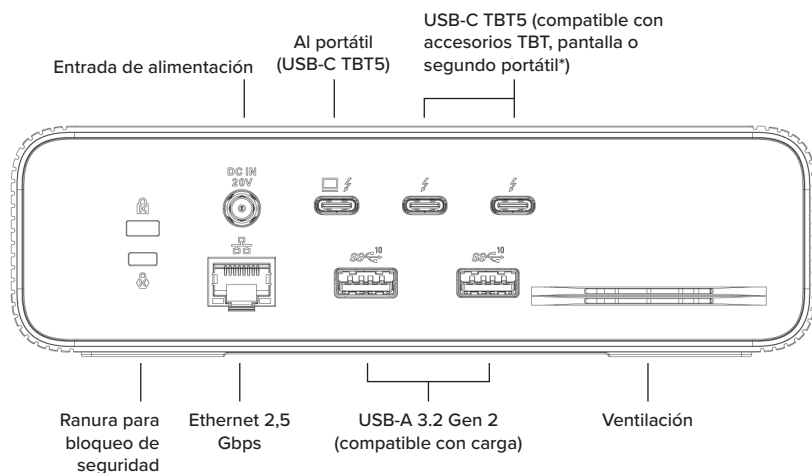 USB-C TBT5 (compatible con
accesorios TBT, pantalla o
segundo portátil*)
Al portátil
(USB-C TBT5)
Entrada de alimentación
DC IN
20V
K
SS 10
SS 10
K
Ranura para
bloqueo de
seguridad
Ethernet 2,5
Gbps
USB-A 3.2 Gen 2
(compatible con carga)
Ventilación